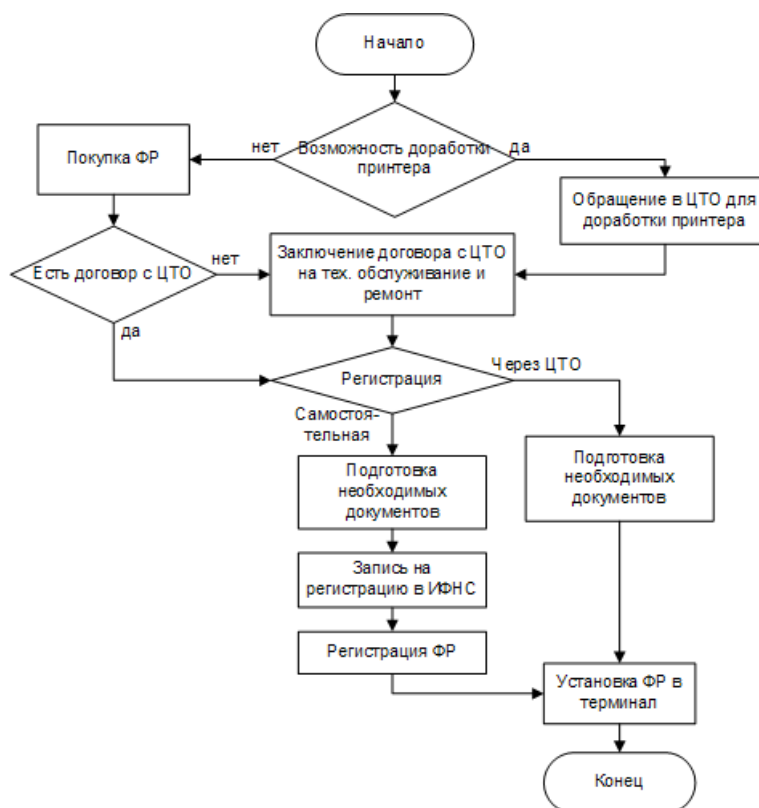 Начало
Возможность доработки
принтера
нет
да
Покупка ФР
Обращение в ЦТО для
доработки принтера
Есть договор с ЦТО
нет
да
Заключение договора с ЦТО
на тех. обслуживание и
ремонт
Регистрация
Через ЦТО
Самостоя-
тельная
Подготовка
необходимых
документов
Подготовка
необходимых
документов
Запись на
регистрацию в ИФНС
Регистрация ФР
Установка ФР в
терминал
Конец